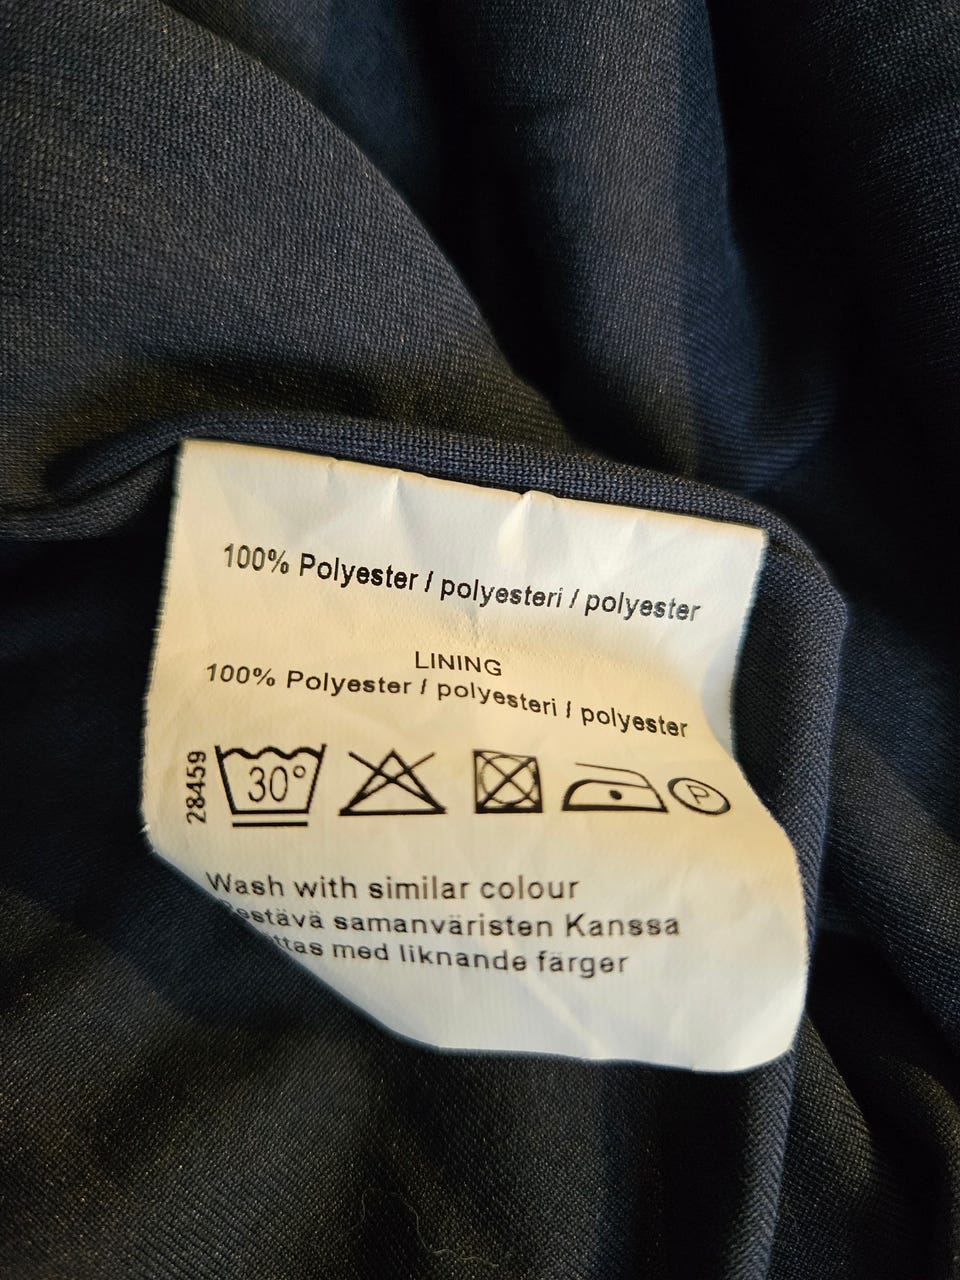 100% Polyester / polyesteri / polyester
LINING
100% Polyester / polyesteri / polyester
28459
30°
P
Wash with similar colour
samanväristen Kanssa
med liknande färger